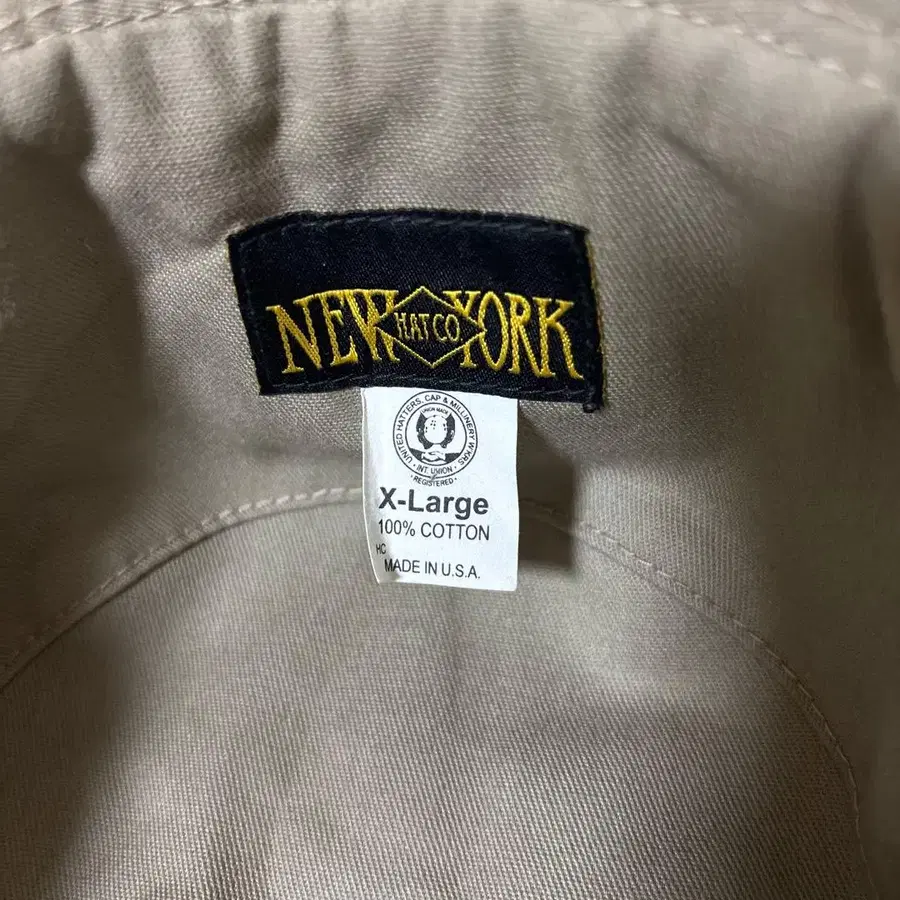 NEW YORK
HAT CO.
UNITED HATTERS, CAP & MILLINERY WKRS
UNION MADE
· INT. UNION ·
· REGISTERED ·
X-Large
100% COTTON
HC
MADE IN U.S.A.